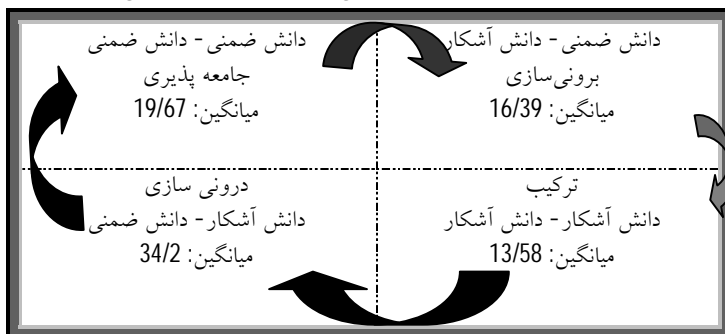 دانش ضمنی- دانش آشکار
برونی‌سازی
میانگین: 16/39
دانش ضمنی- دانش ضمنی
جامعه پذیری
میانگین: 19/67
ترکیب
دانش آشکار- دانش آشکار
میانگین: 13/58
درونی سازی
دانش آشکار- دانش ضمنی
میانگین: 34/2